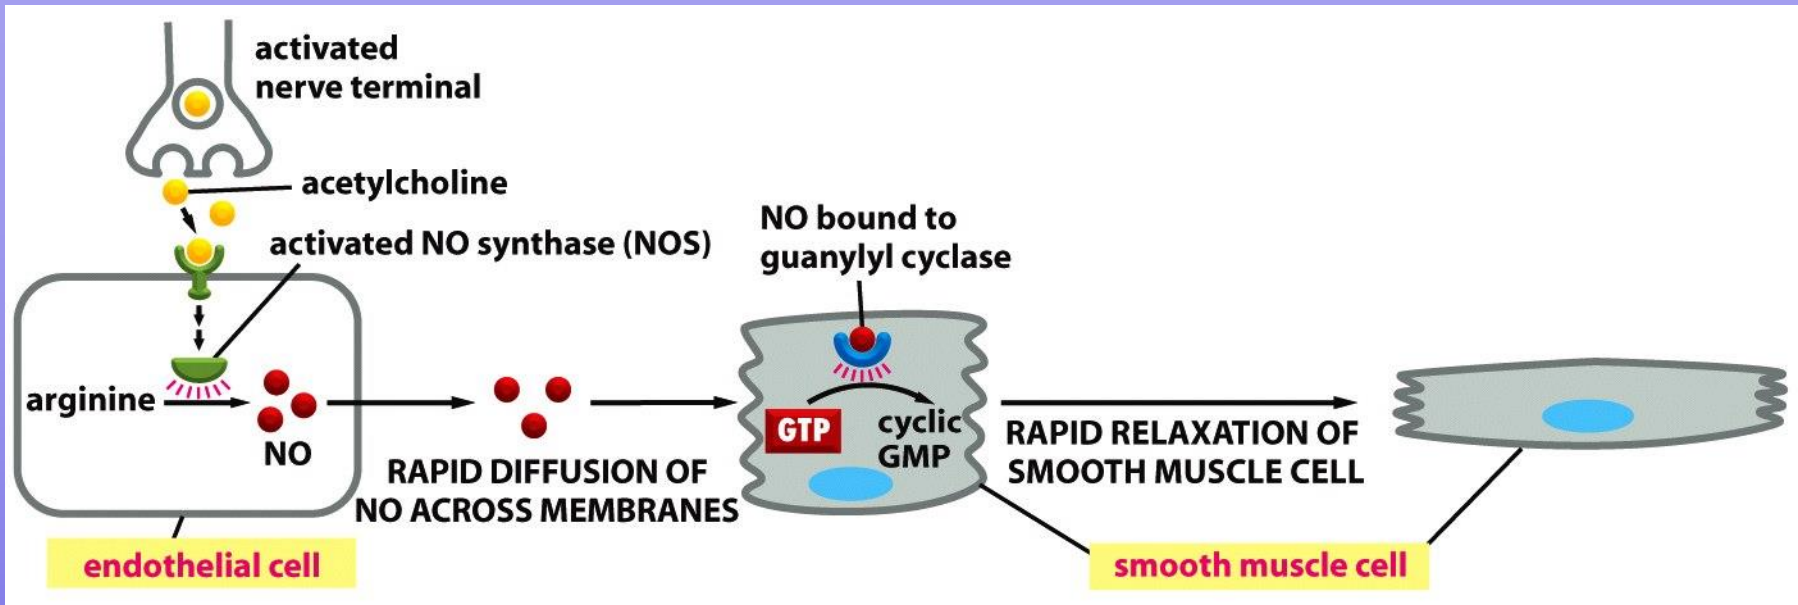 activated
nerve terminal
acetylcholine
activated NO synthase (NOS)
arginine
NO
RAPID DIFFUSION OF
NO ACROSS MEMBRANES
endothelial cell
NO bound to
guanylyl cyclase
GTP
cyclic
GMP
RAPID RELAXATION OF
SMOOTH MUSCLE CELL
smooth muscle cell